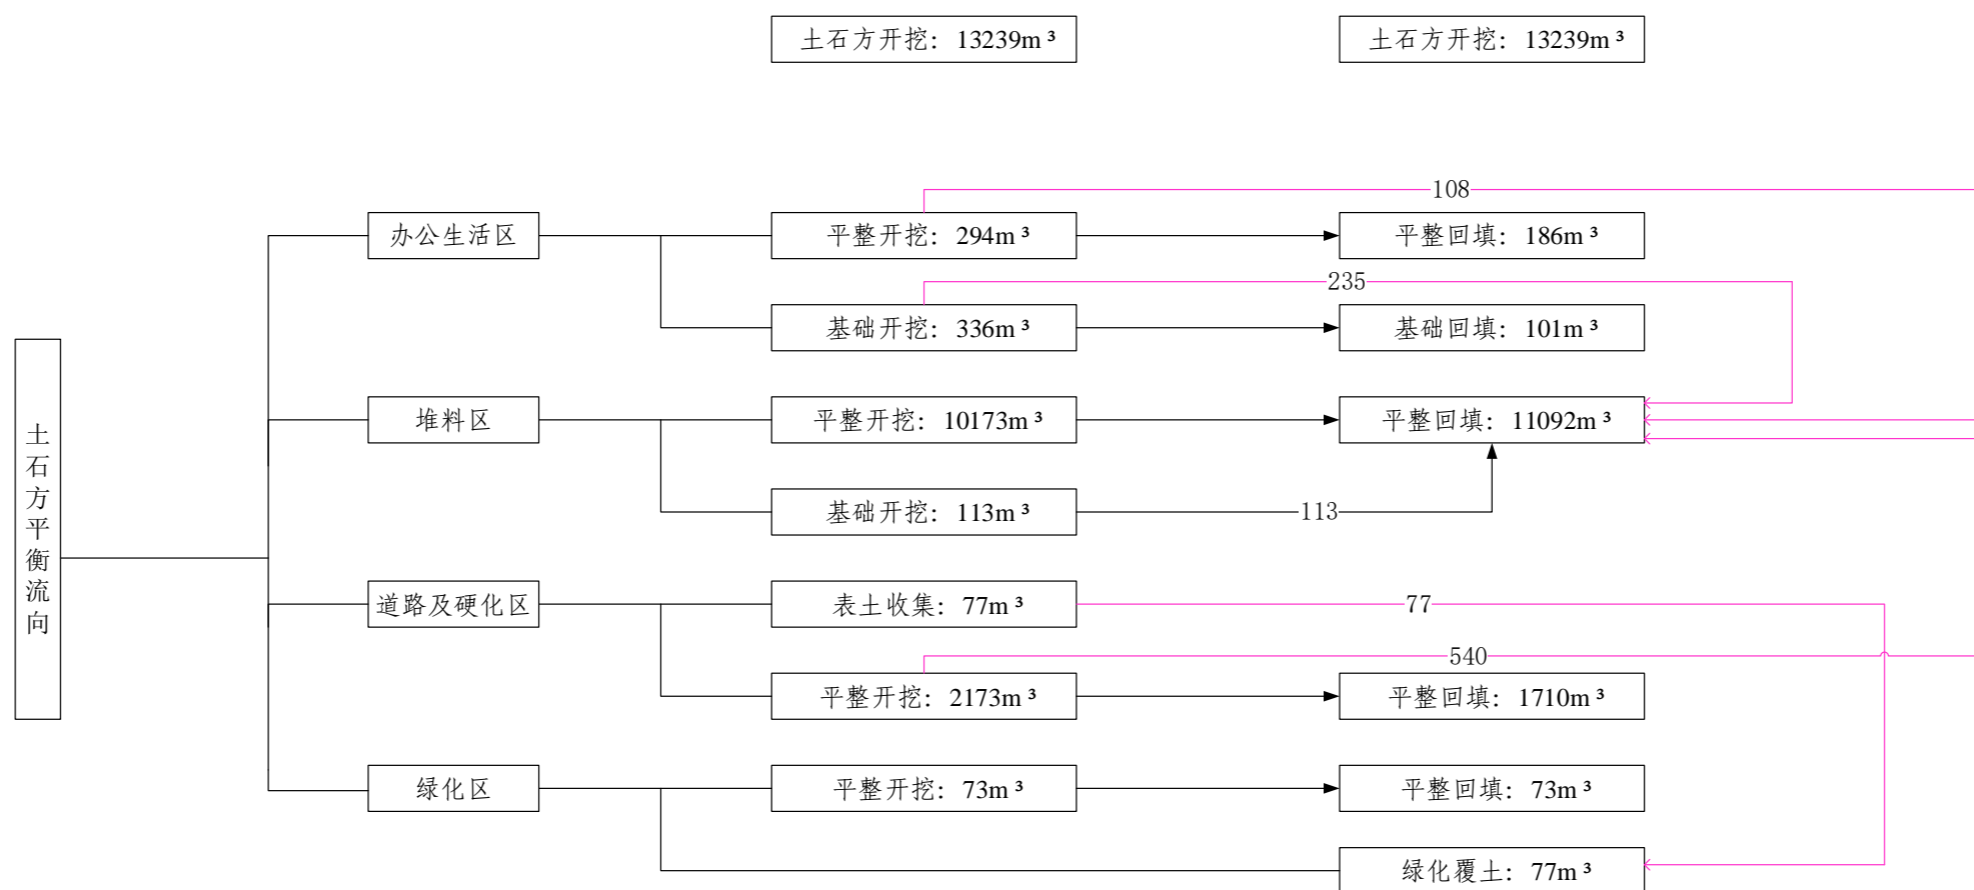 土石方开挖：13239m³
土石方开挖：13239m³
108
办公生活区
平整开挖：294m³
平整回填：186m³
235
基础开挖：336m³
基础回填：101m³
土石方平衡流向
堆料区
平整开挖：10173m³
平整回填：11092m³
基础开挖：113m³
113
道路及硬化区
表土收集：77m³
77
540
平整开挖：2173m³
平整回填：1710m³
绿化区
平整开挖：73m³
平整回填：73m³
绿化覆土：77m³